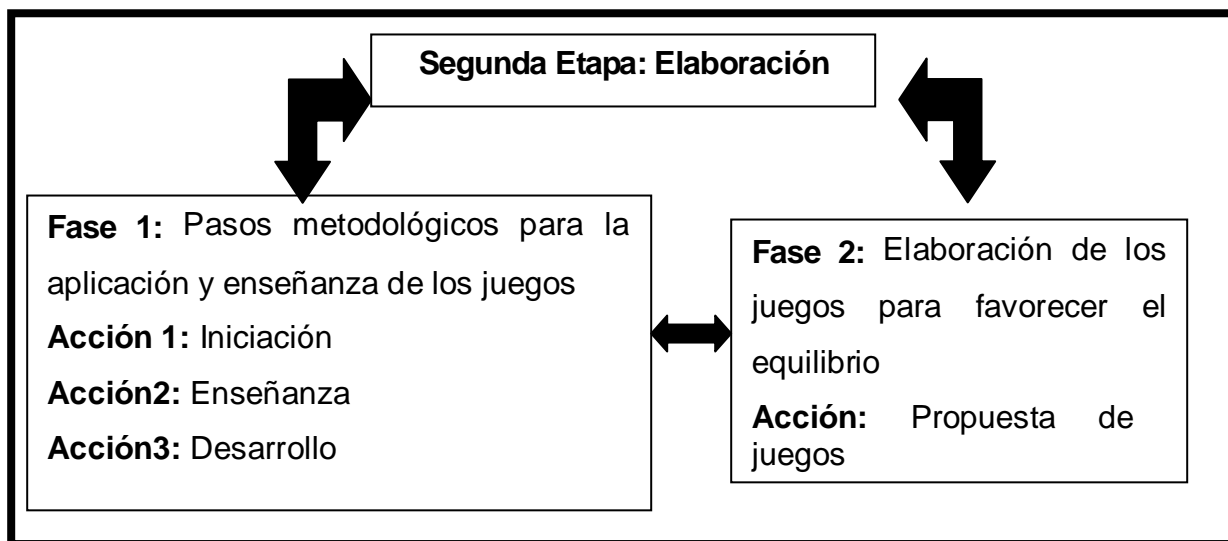 Segunda Etapa: Elaboración
Fase 1: Pasos metodológicos para la
aplicación y enseñanza de los juegos
Acción 1: Iniciación
Acción2: Enseñanza
Acción3: Desarrollo
Fase 2: Elaboración de los
juegos para favorecer el
equilibrio
Acción: Propuesta de
juegos